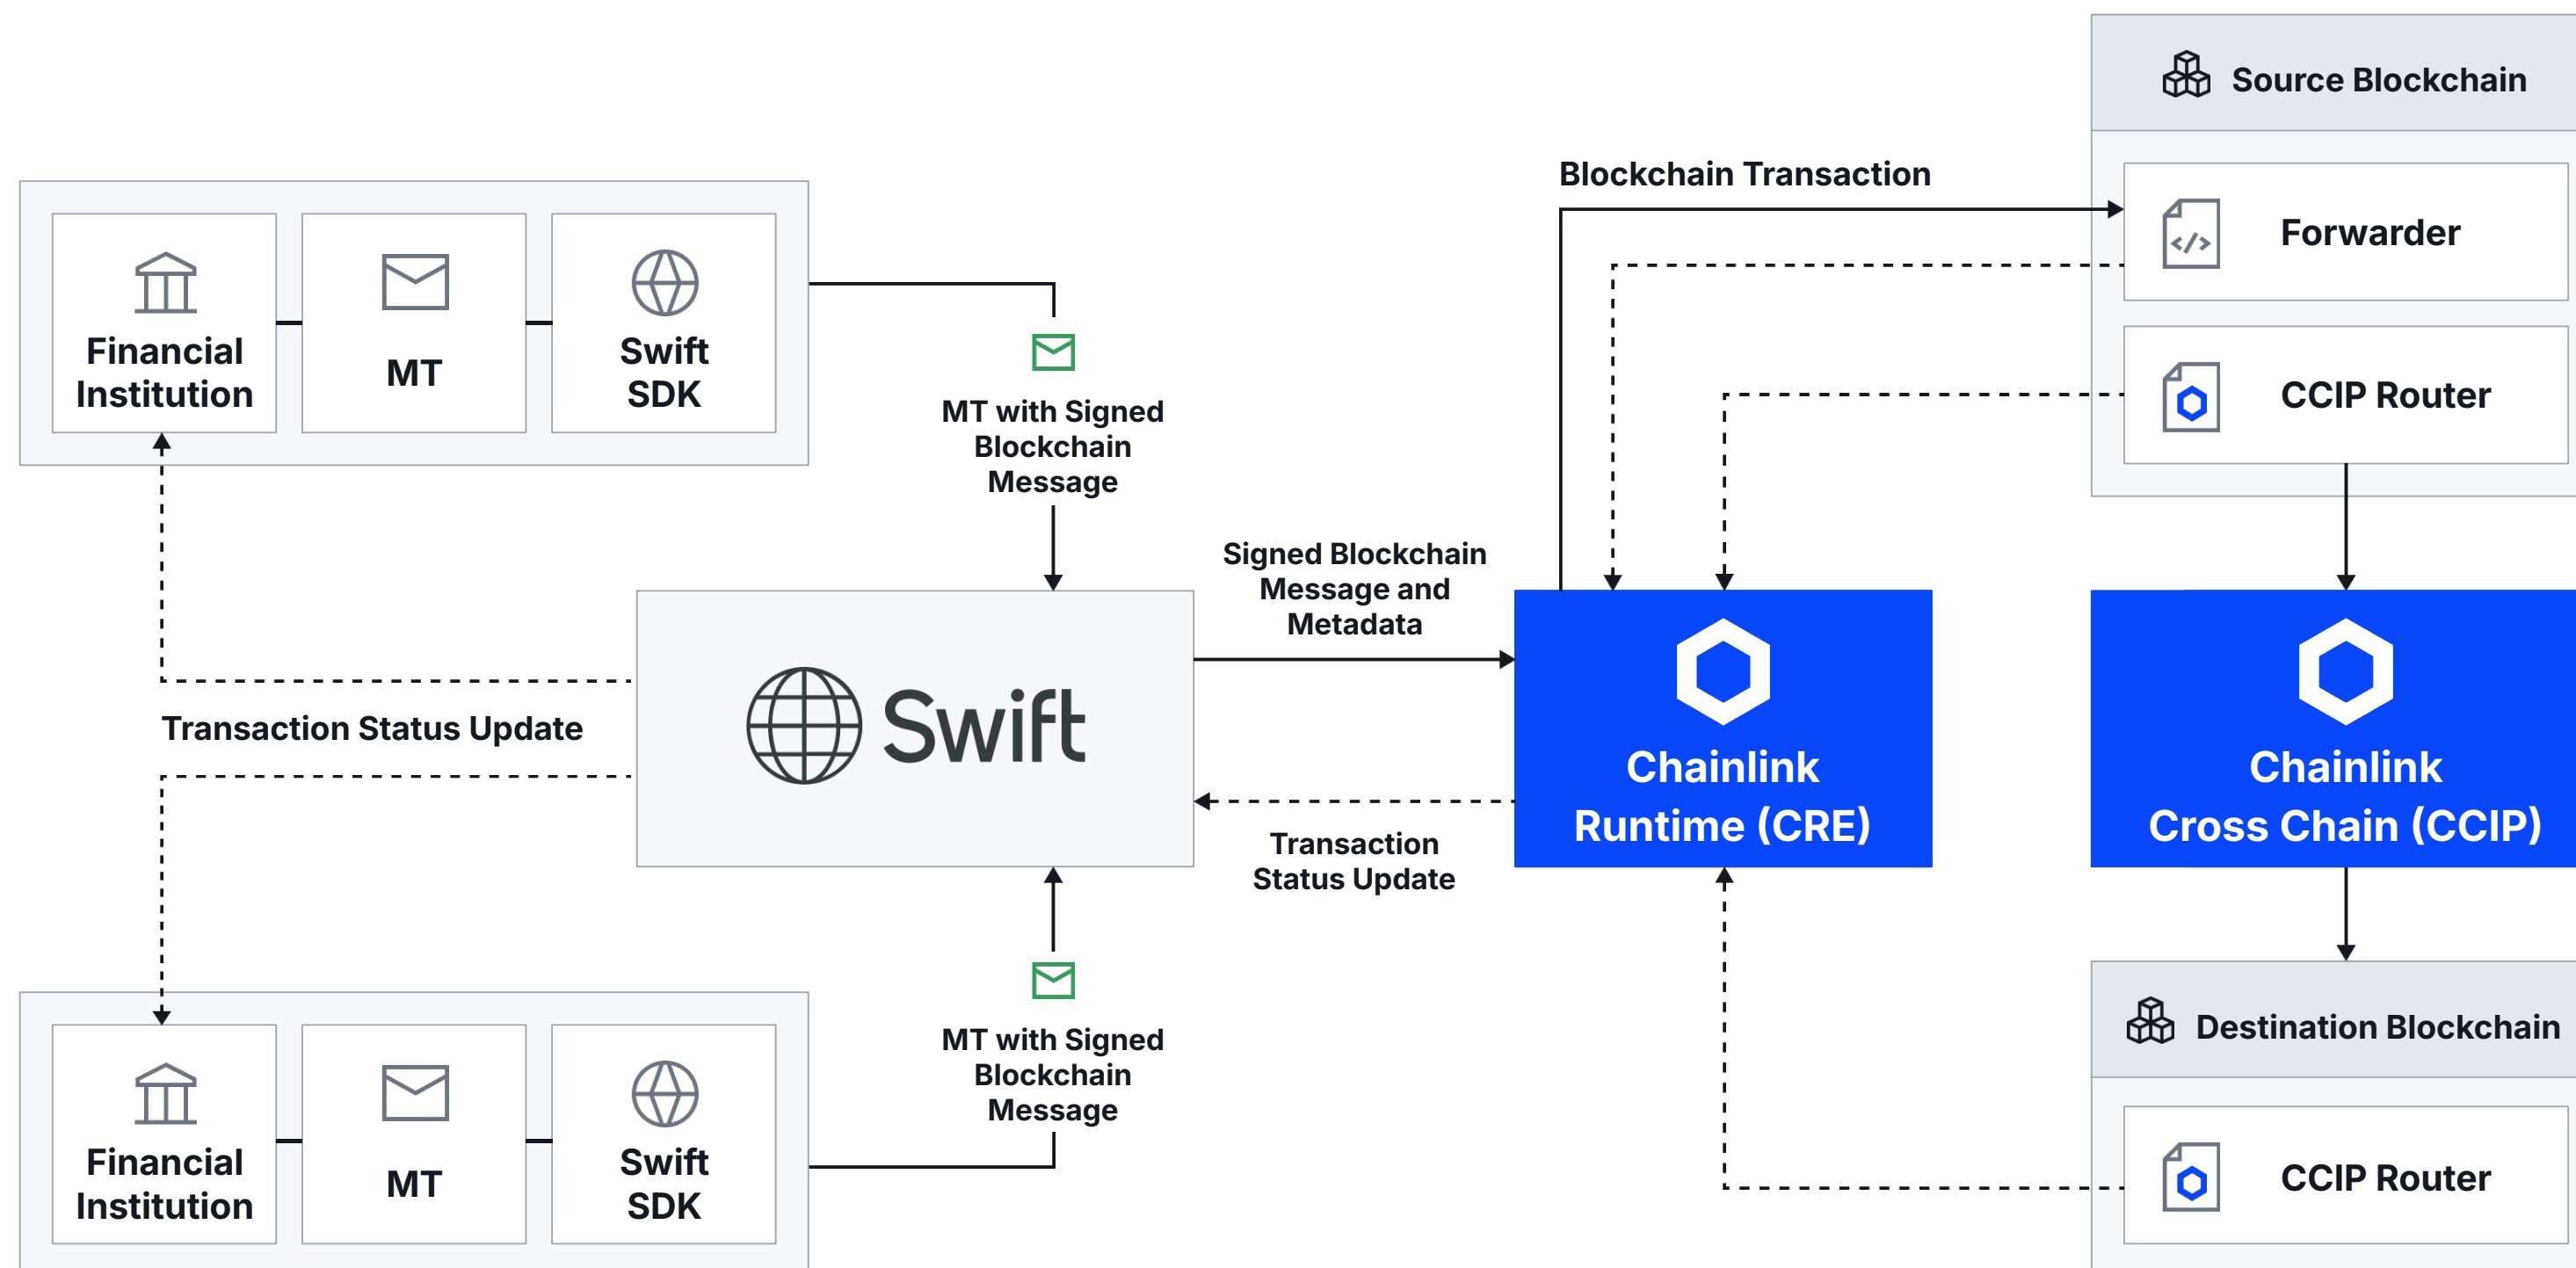 Source Blockchain
Blockchain Transaction
Forwarder
CCIP Router
Financial
Institution
MT
Swift
SDK
MT with Signed
Blockchain
Message
Signed Blockchain
Message and
Metadata
Transaction Status Update
Swift
Chainlink
Runtime (CRE)
Chainlink
Cross Chain (CCIP)
Transaction
Status Update
MT with Signed
Blockchain
Message
Destination Blockchain
Financial
Institution
MT
Swift
SDK
CCIP Router